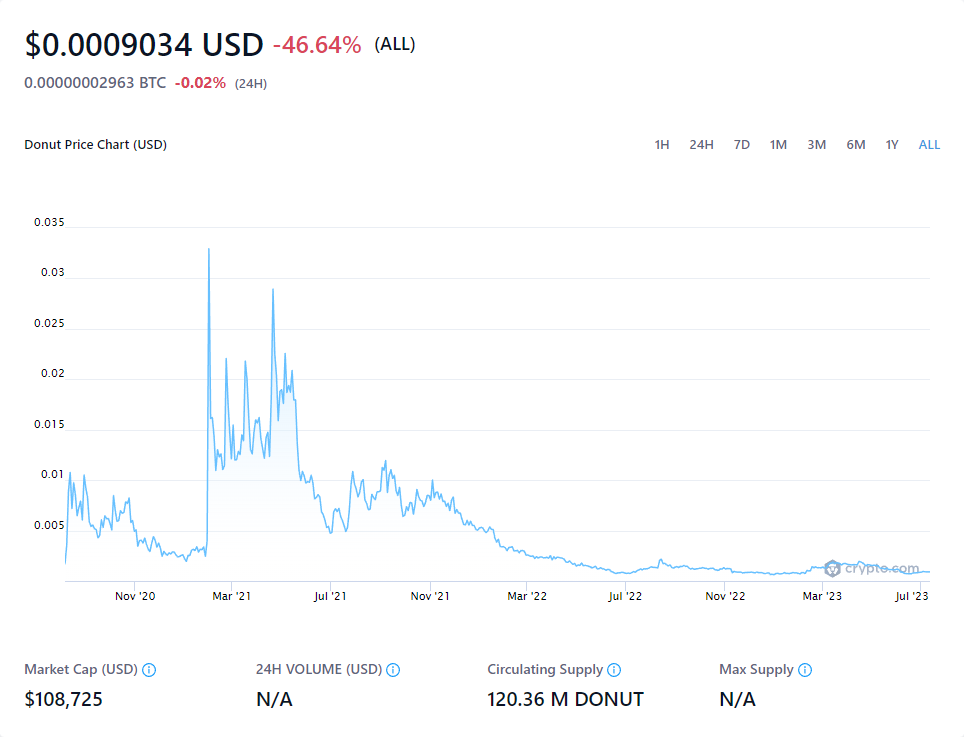 $0.0009034 USD -46.64% (ALL)
0.00000002963 BTC -0.02% (24H)
Donut Price Chart (USD) 1H 24H 7D 1M 3M 6M 1Y ALL
0.035
0.03
0.025
0.02
0.015
0.01
0.005
crypto.com
Nov '20 Mar '21 Jul '21 Nov '21 Mar '22 Jul '22 Nov '22 Mar '23 Jul '23
Market Cap (USD) 24H VOLUME (USD) Circulating Supply Max Supply
$108,725 N/A 120.36 M DONUT N/A